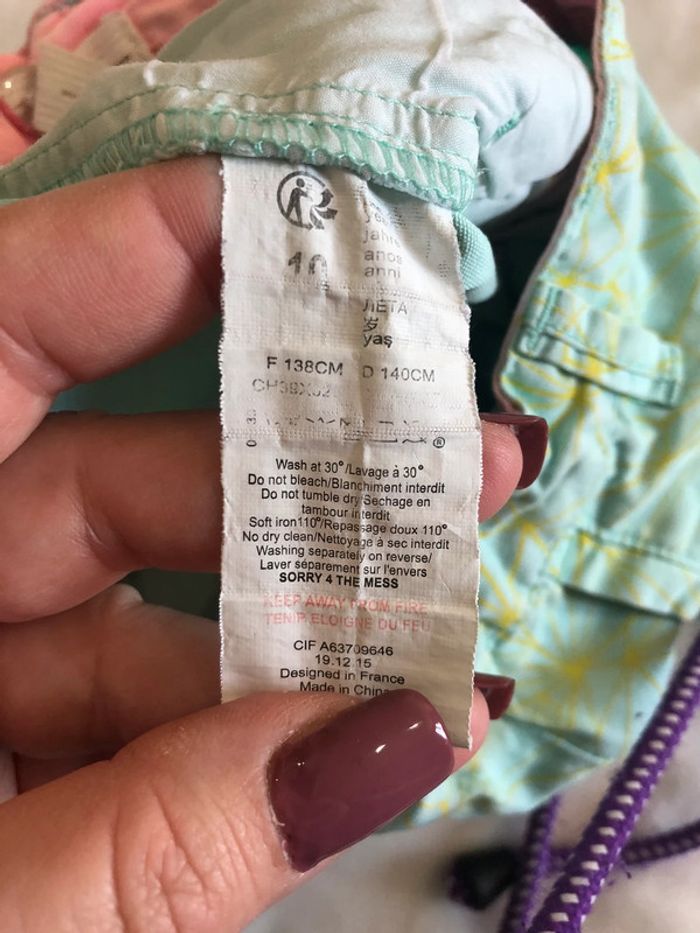 10
jahre
anos
anni
ЛЕТА
岁
yaş
F 138CM D 140CM
Wash at 30°/Lavage à 30°
Do not bleach/Blanchiment interdit
Do not tumble dry/Sechage en
tambour interdit
Soft iron110°/Repassage doux 110°
No dry clean/Nettoyage à sec interdit
Washing separately on reverse/
Laver séparement sur l'envers
SORRY 4 THE MESS
KEEP AWAY FROM FIRE
TENIR ELOIGNE DU FEU
CIF A63709646
19.12.15
Designed in France
Made in China